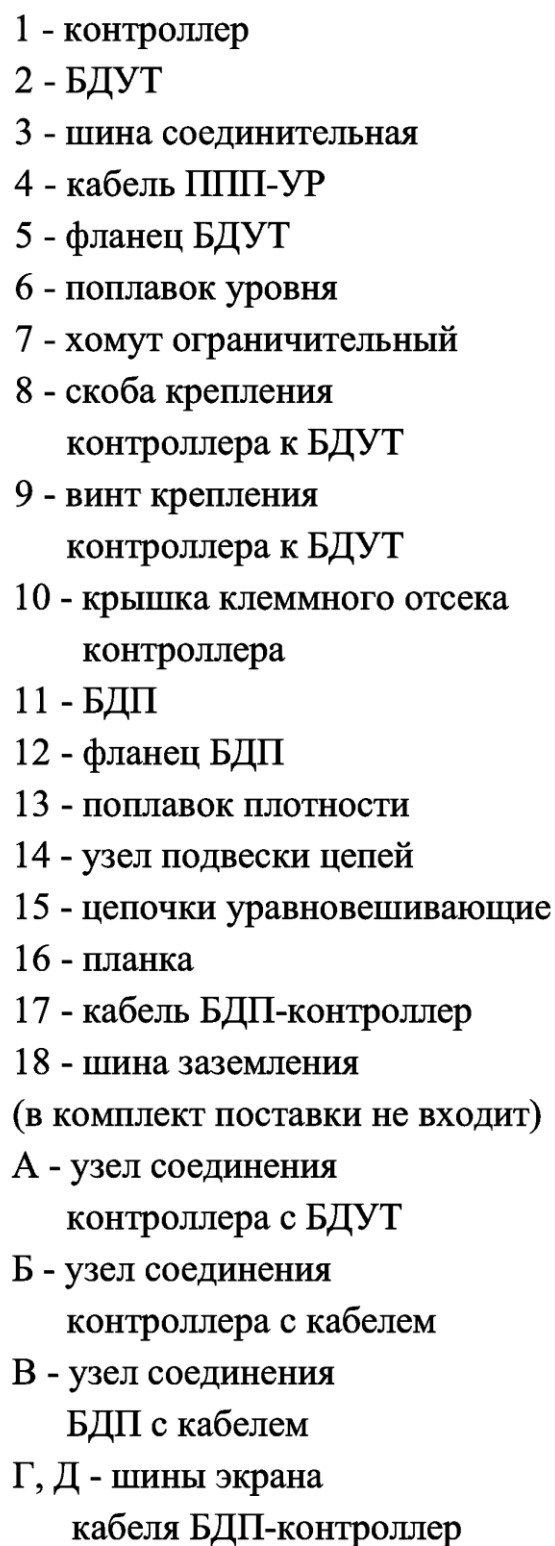 1 - контроллер
2 - БДУТ
3 - шина соединительная
4 - кабель ППП-УР
5 - фланец БДУТ
6 - поплавок уровня
7 - хомут ограничительный
8 - скоба крепления
контроллера к БДУТ
9 - винт крепления
контроллера к БДУТ
10 - крышка клеммного отсека
контроллера
11 - БДП
12 - фланец БДП
13 - поплавок плотности
14 - узел подвески цепей
15 - цепочки уравновешивающие
16 - планка
17 - кабель БДП-контроллер
18 - шина заземления
(в комплект поставки не входит)
А - узел соединения
контроллера с БДУТ
Б - узел соединения
контроллера с кабелем
В - узел соединения
БДП с кабелем
Г, Д - шины экрана
кабеля БДП-контроллер